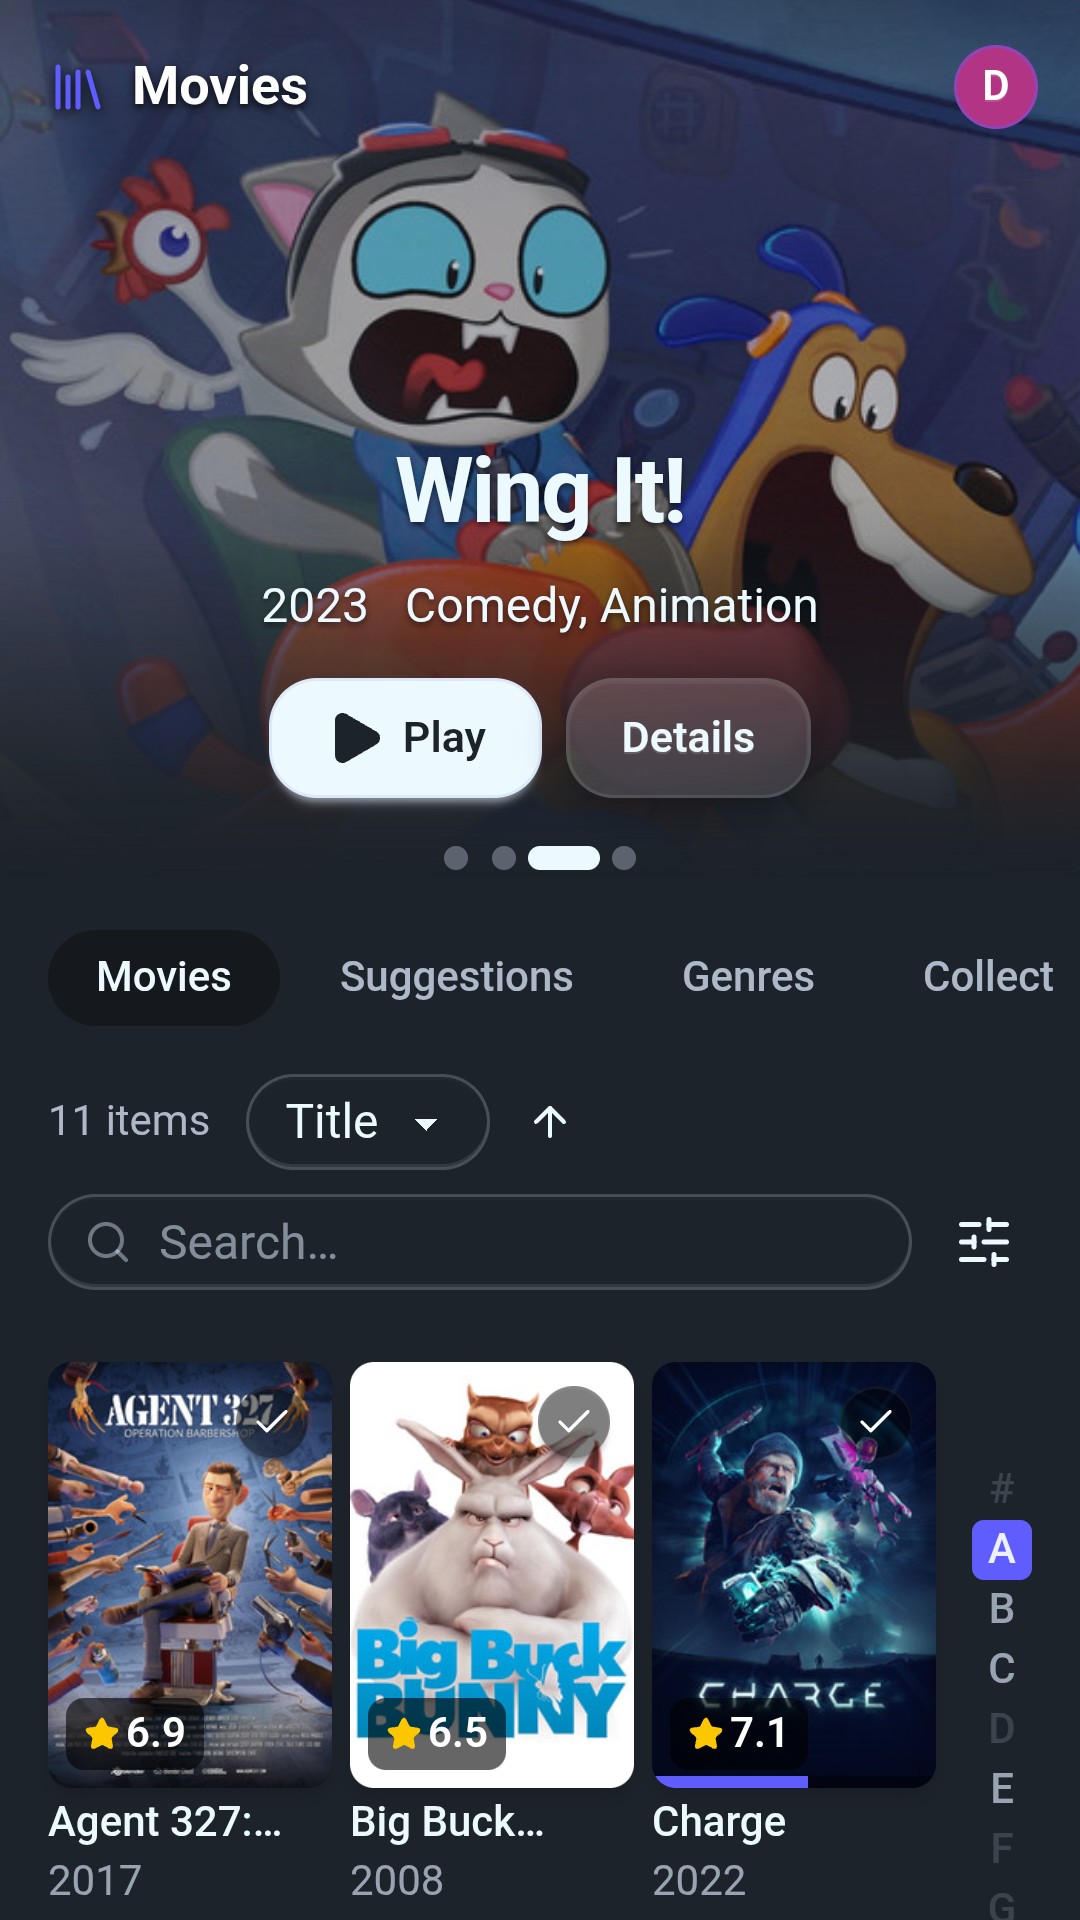 Movies
D
Wing It!
2023 Comedy, Animation
Play
Details
Movies
Suggestions
Genres
Collect
11 items
Title
Search...
AGENT 327
OPERATION BARBERSHOP
6.9
Big Buck
BUNNY
6.5
CHARGE
7.1
Agent 327:...
2017
Big Buck...
2008
Charge
2022
#
A
B
C
D
E
F
G